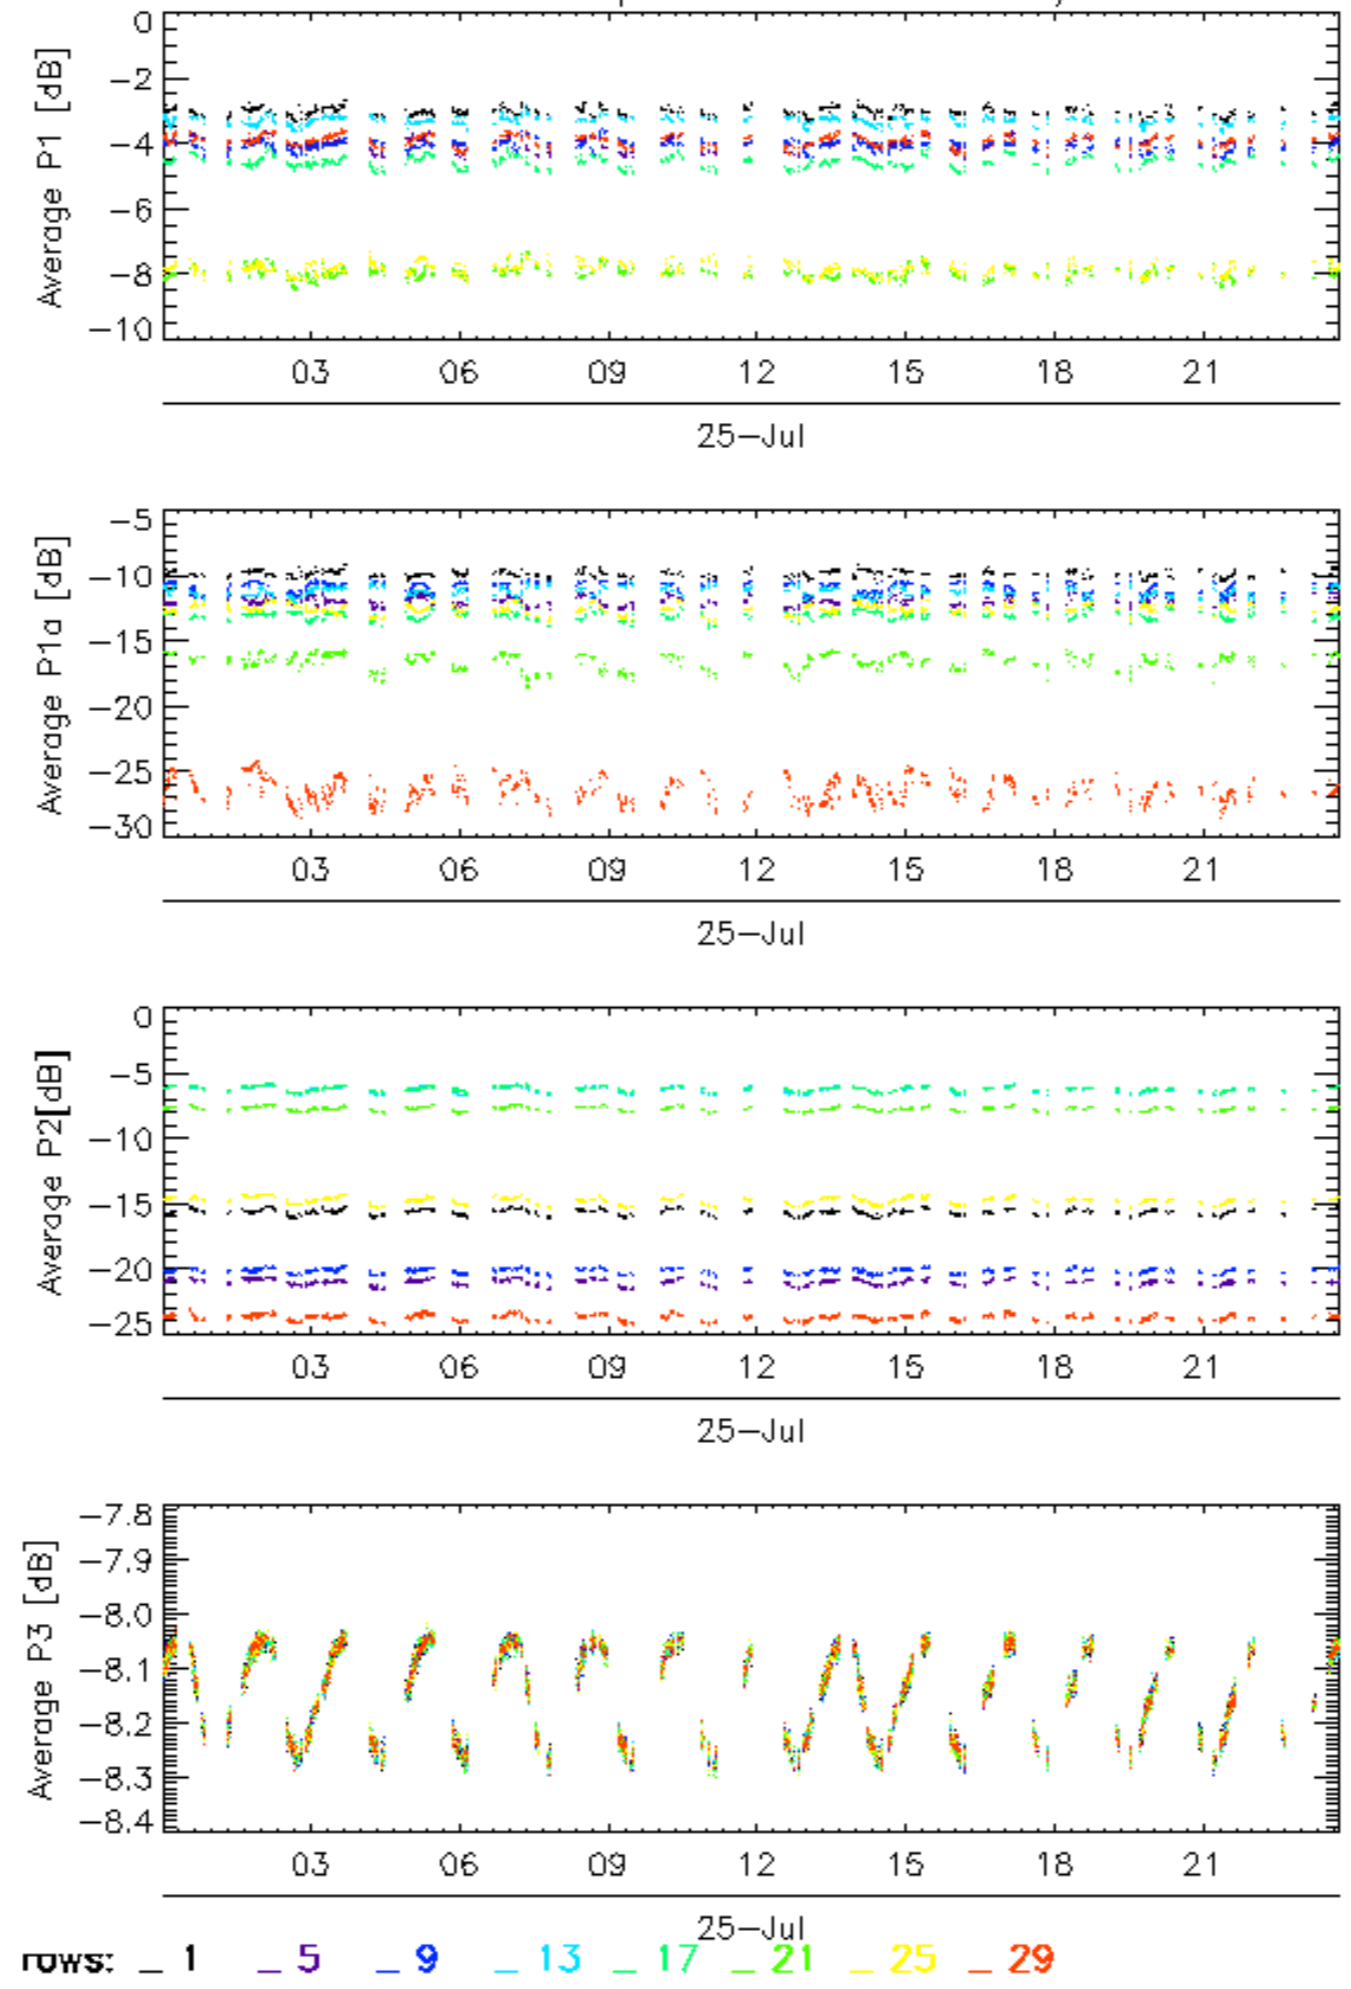 0
−2
−4
−6
−8
−10
Average P1 [dB]
03 06 09 12 15 18 21
25−Jul
−5
−10
−15
−20
−25
−30
Average P1a [dB]
03 06 09 12 15 18 21
25−Jul
0
−5
−10
−15
−20
−25
Average P2[dB]
03 06 09 12 15 18 21
25−Jul
−7.8
−7.9
−8.0
−8.1
−8.2
−8.3
−8.4
Average P3 [dB]
03 06 09 12 15 18 21
25−Jul
rows: _ 1 _ 5 _ 9 _ 13 _ 17 _ 21 _ 25 _ 29